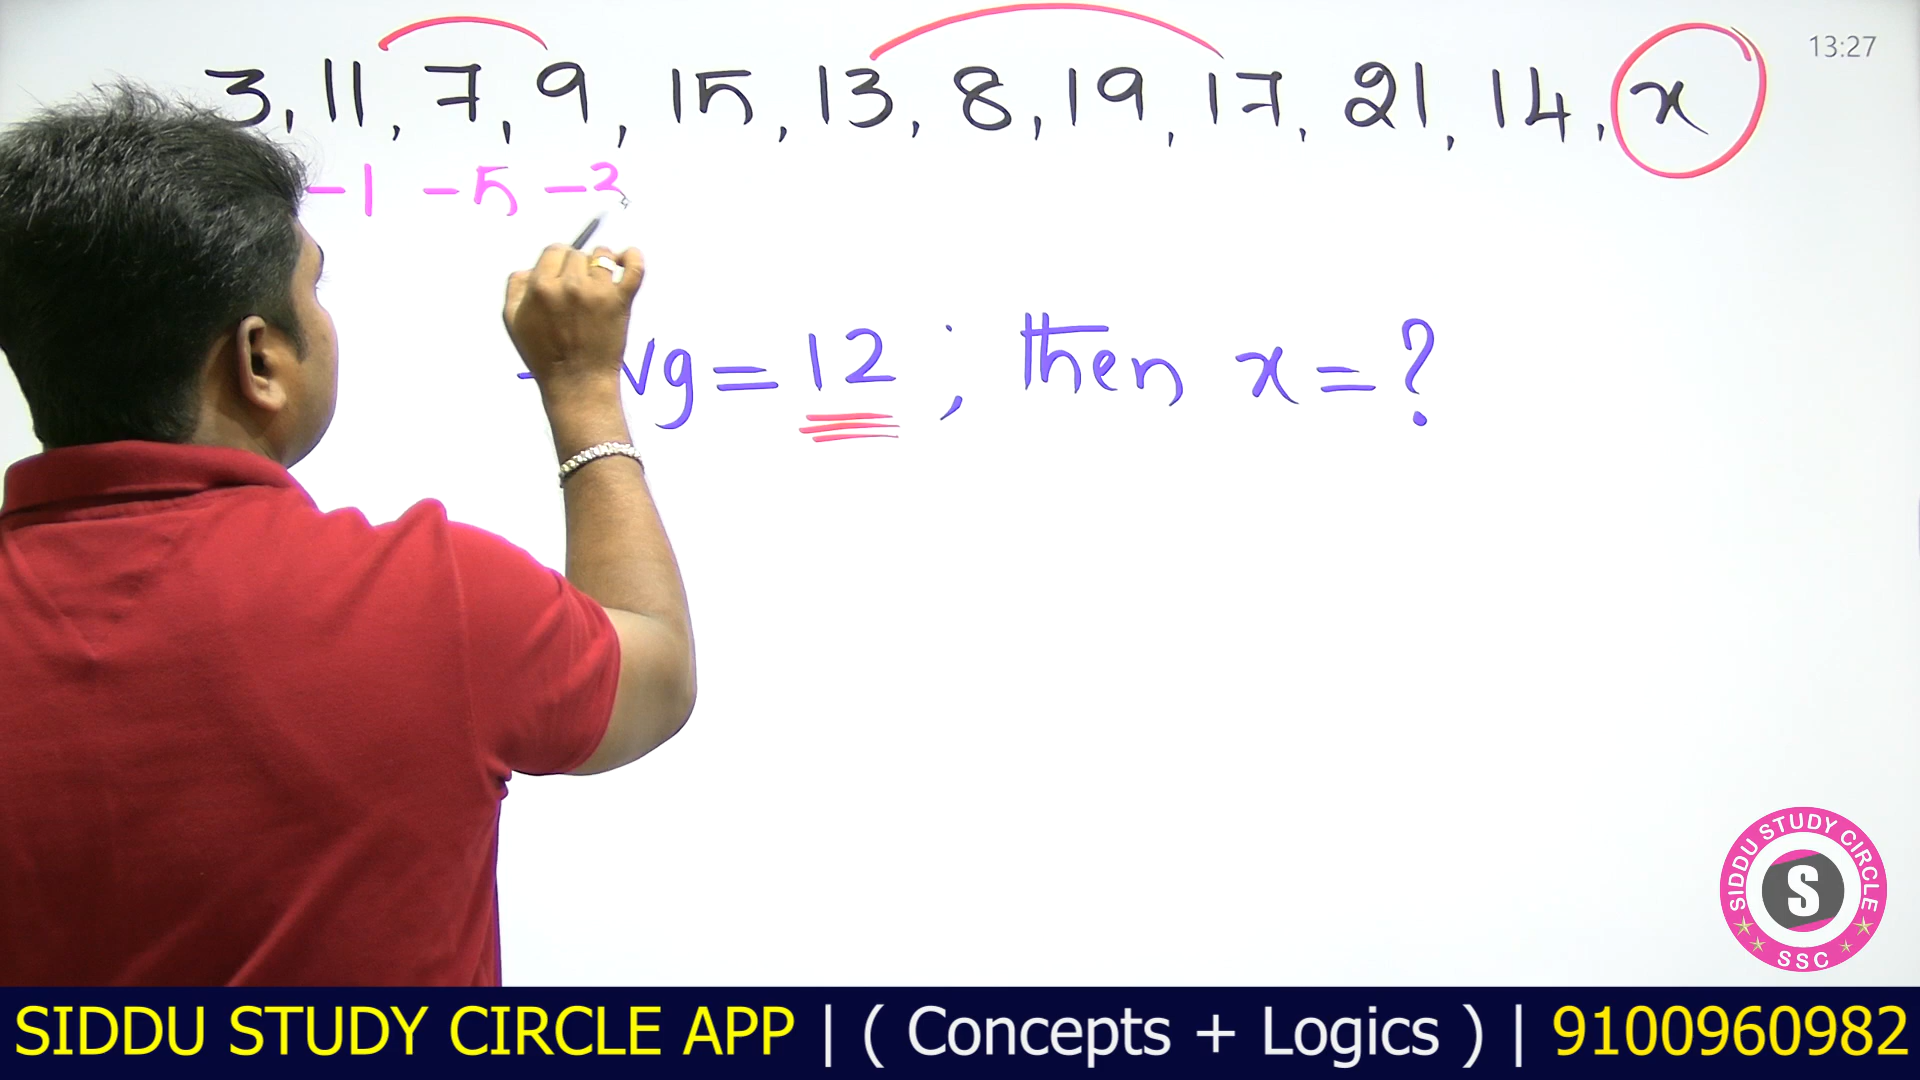 13:27
3, 11, 7, 9, 15, 13, 8, 19, 17, 21, 14, x
-1 -5 -3
vg = 12 ; then x = ?
SIDDU STUDY CIRCLE
S
SSC
SIDDU STUDY CIRCLE APP | ( Concepts + Logics ) | 9100960982